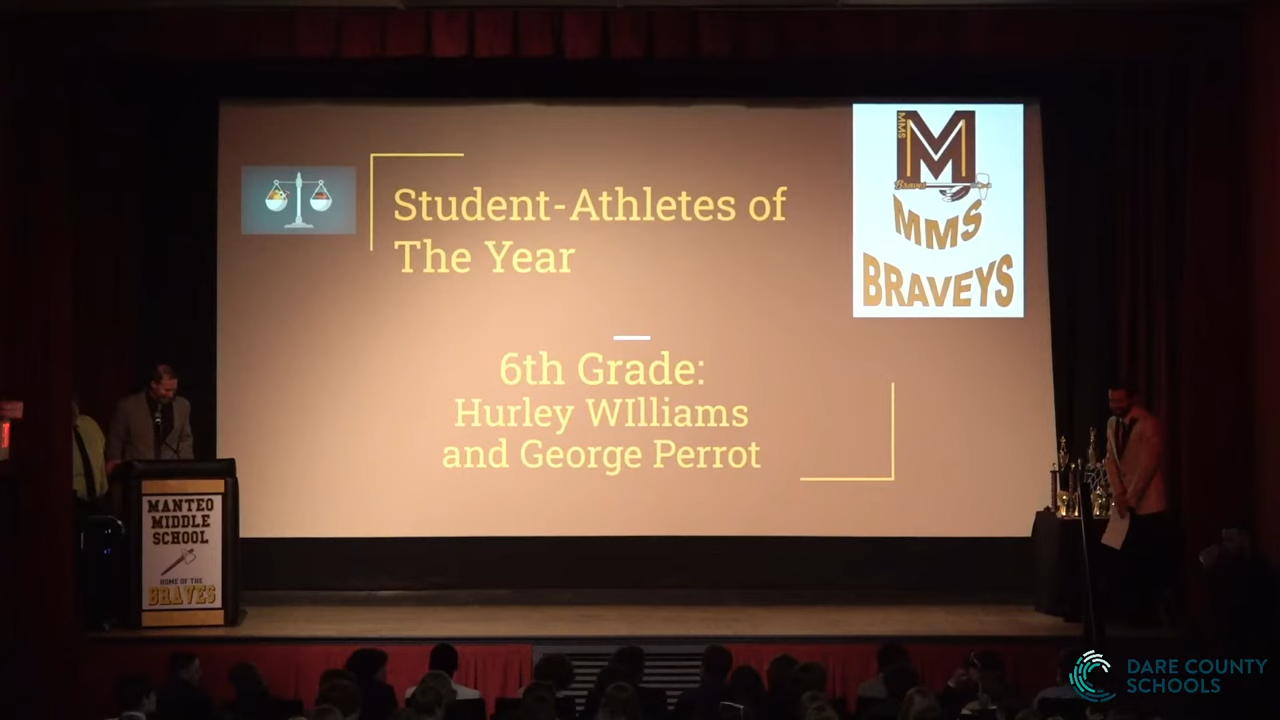 Student-Athletes of
The Year
6th Grade:
Hurley WIlliams
and George Perrot
MMS
M
Braves
MMS
BRAVEYS
MANTEO
MIDDLE
SCHOOL
HOME OF THE
BRAVES
DARE COUNTY
SCHOOLS